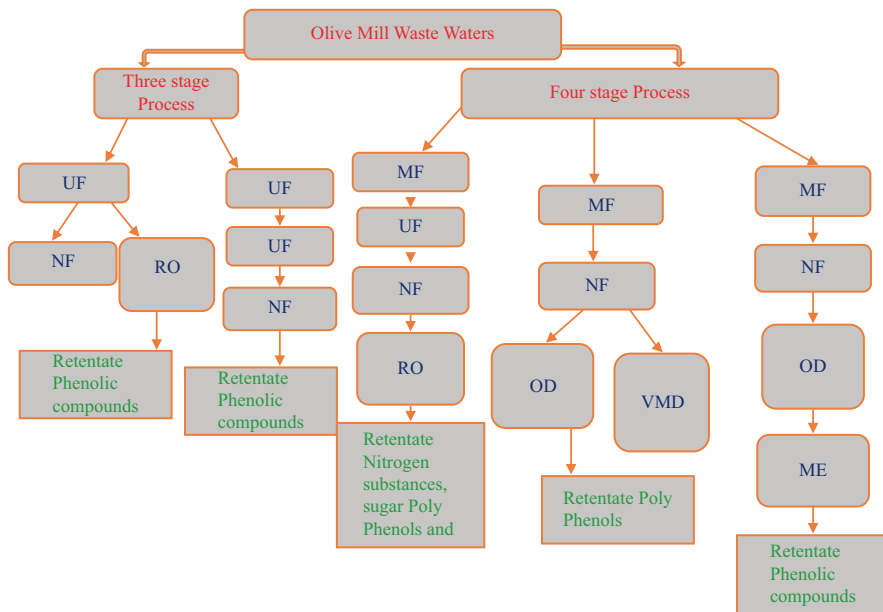 Olive Mill Waste Waters
Three stage
Process
Four stage Process
UF
NF
RO
Retentate
Phenolic
compounds
UF
UF
NF
Retentate
Phenolic
compounds
MF
UF
NF
RO
Retentate
Nitrogen
substances,
sugar Poly
Phenols and
MF
NF
OD
VMD
Retentate Poly
Phenols
MF
NF
OD
ME
Retentate
Phenolic
compounds